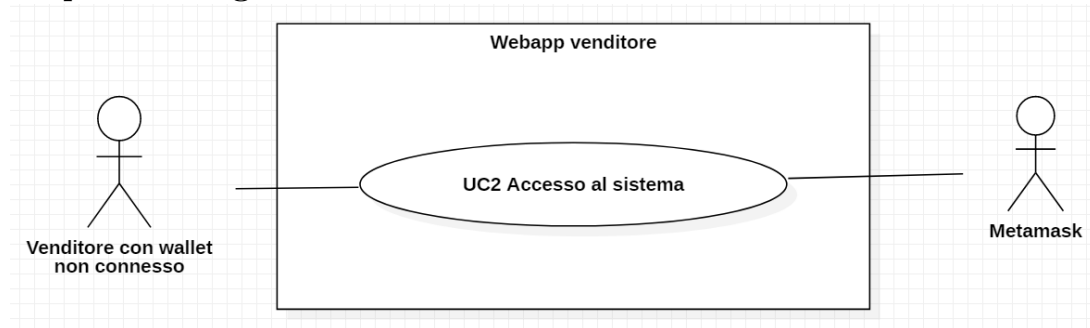 Webapp venditore
UC2 Accesso al sistema
Venditore con wallet
non connesso
Metamask